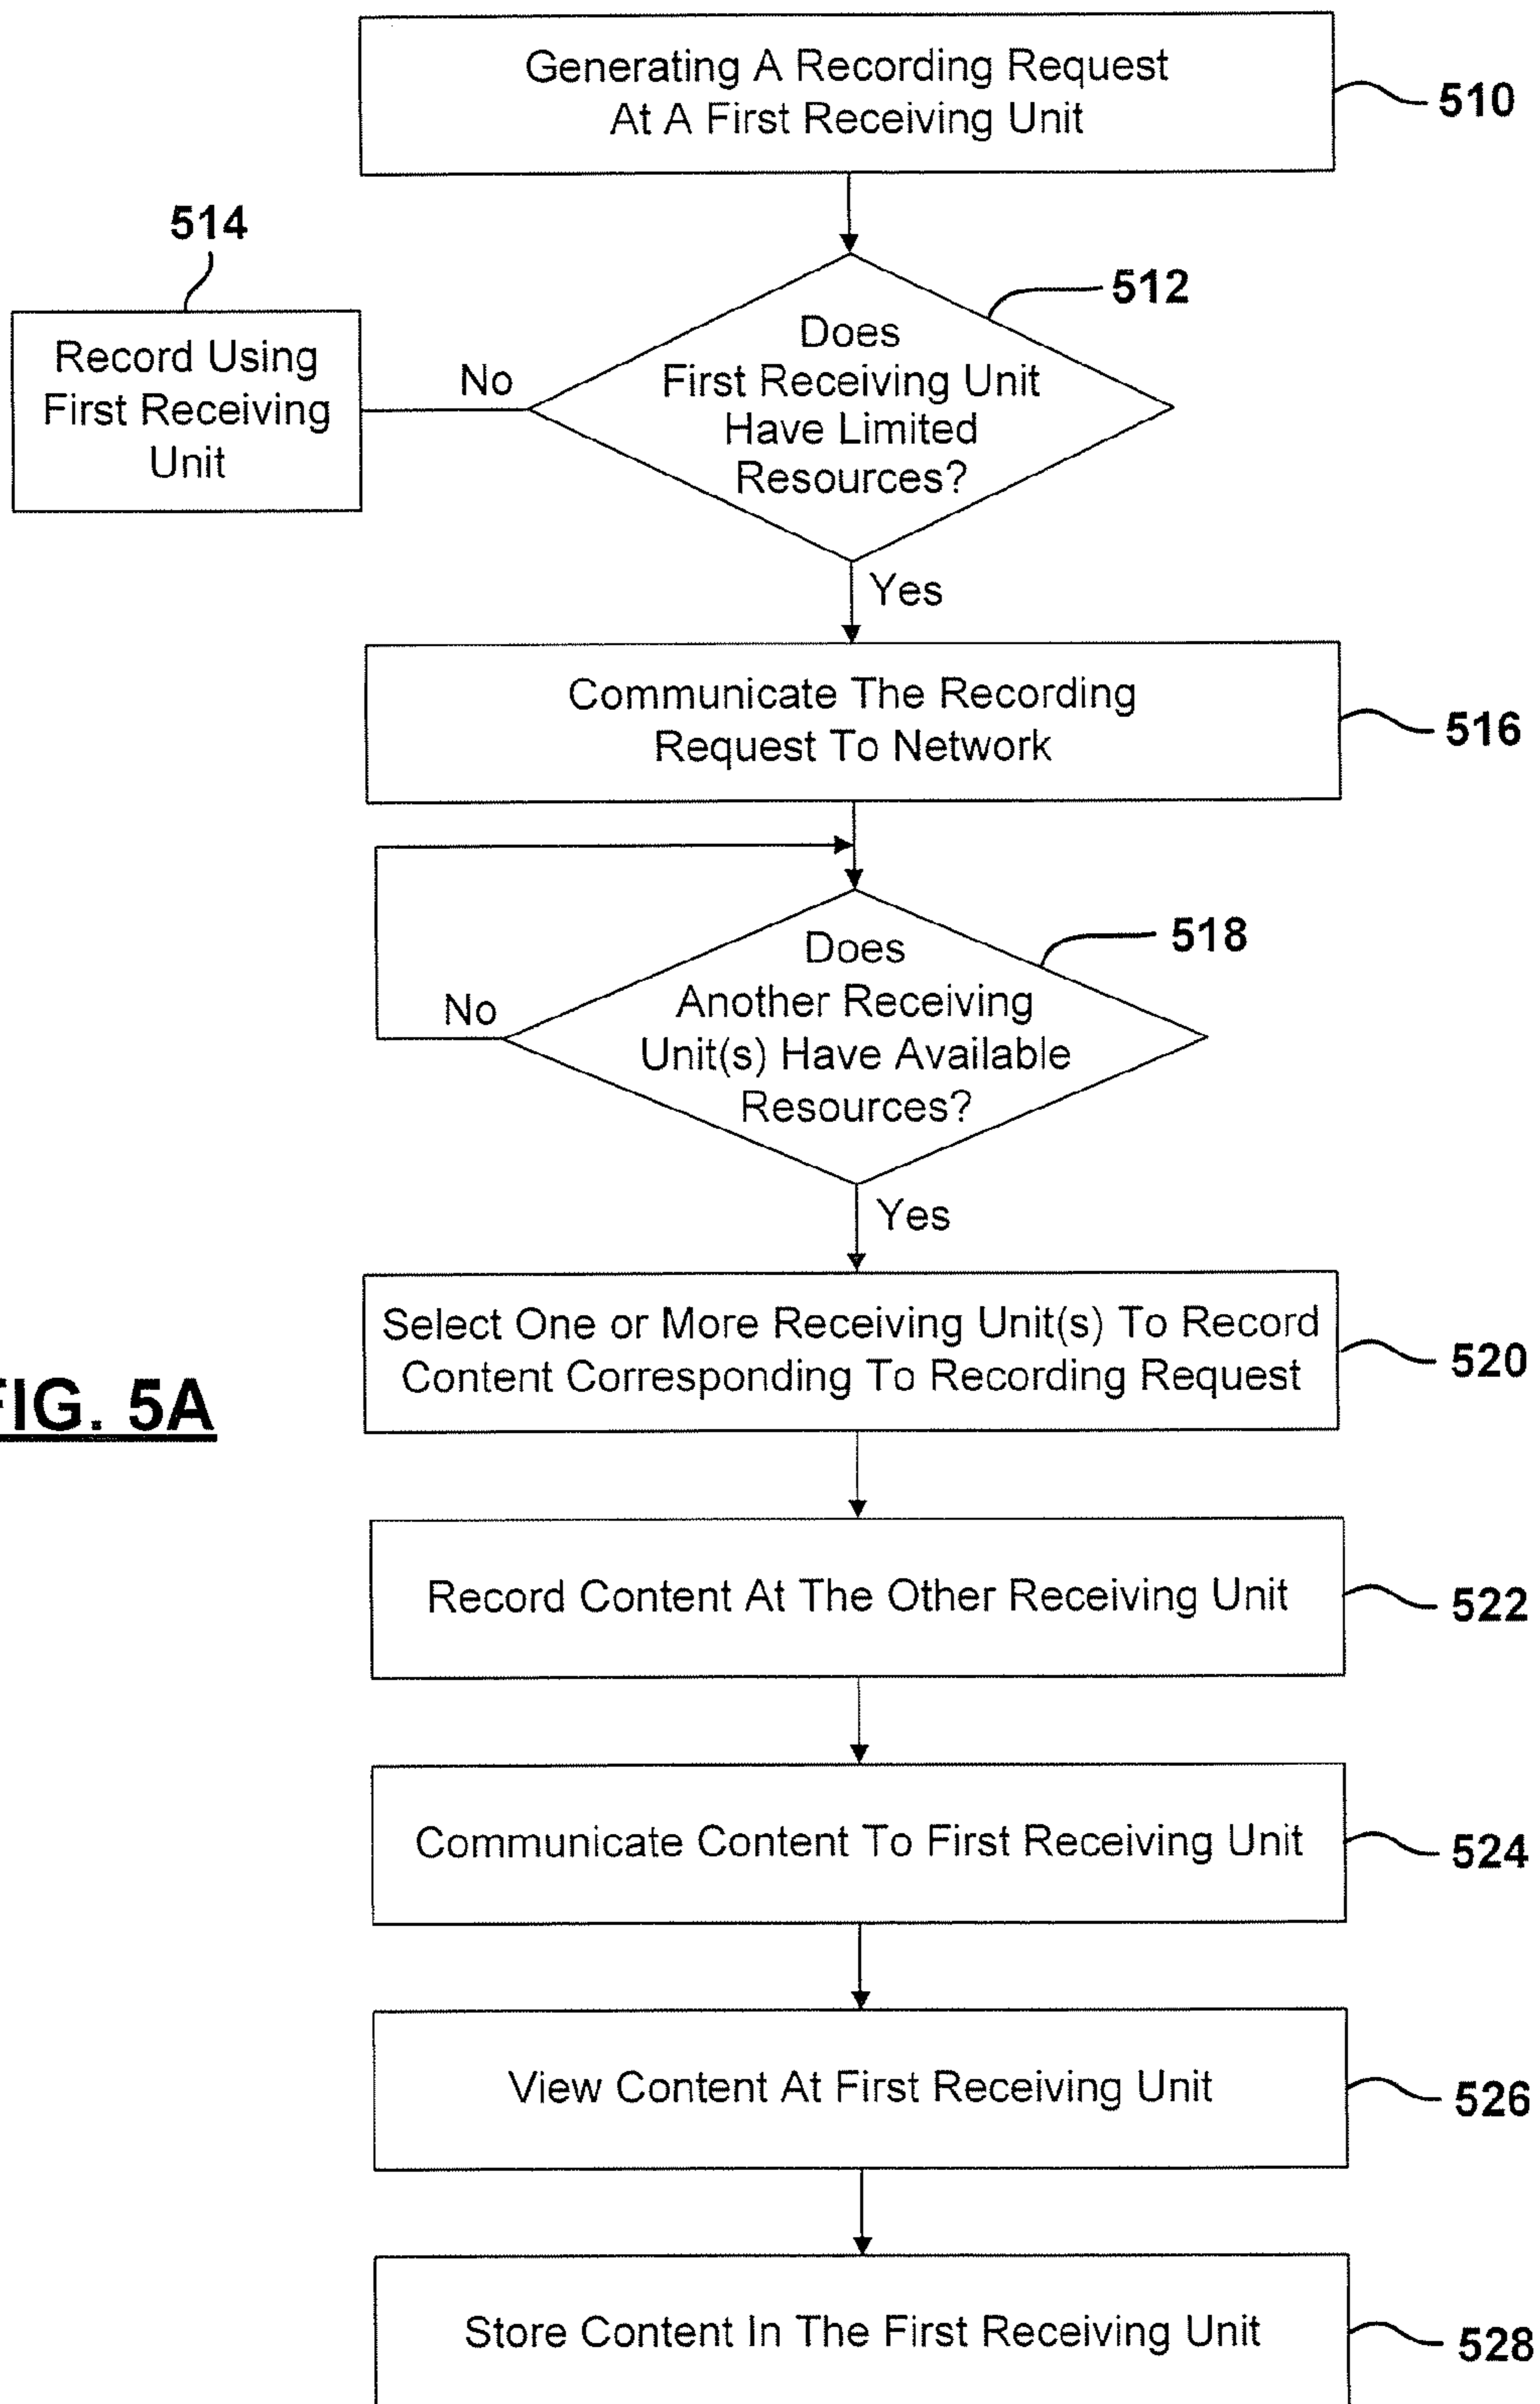 Generating A Recording Request
At A First Receiving Unit
510
514
512
Record Using
First Receiving
Unit
No
Does
First Receiving Unit
Have Limited
Resources?
Yes
Communicate The Recording
Request To Network
516
518
No
Does
Another Receiving
Unit(s) Have Available
Resources?
Yes
Select One or More Receiving Unit(s) To Record
Content Corresponding To Recording Request
520
FIG. 5A
Record Content At The Other Receiving Unit
522
Communicate Content To First Receiving Unit
524
View Content At First Receiving Unit
526
Store Content In The First Receiving Unit
528